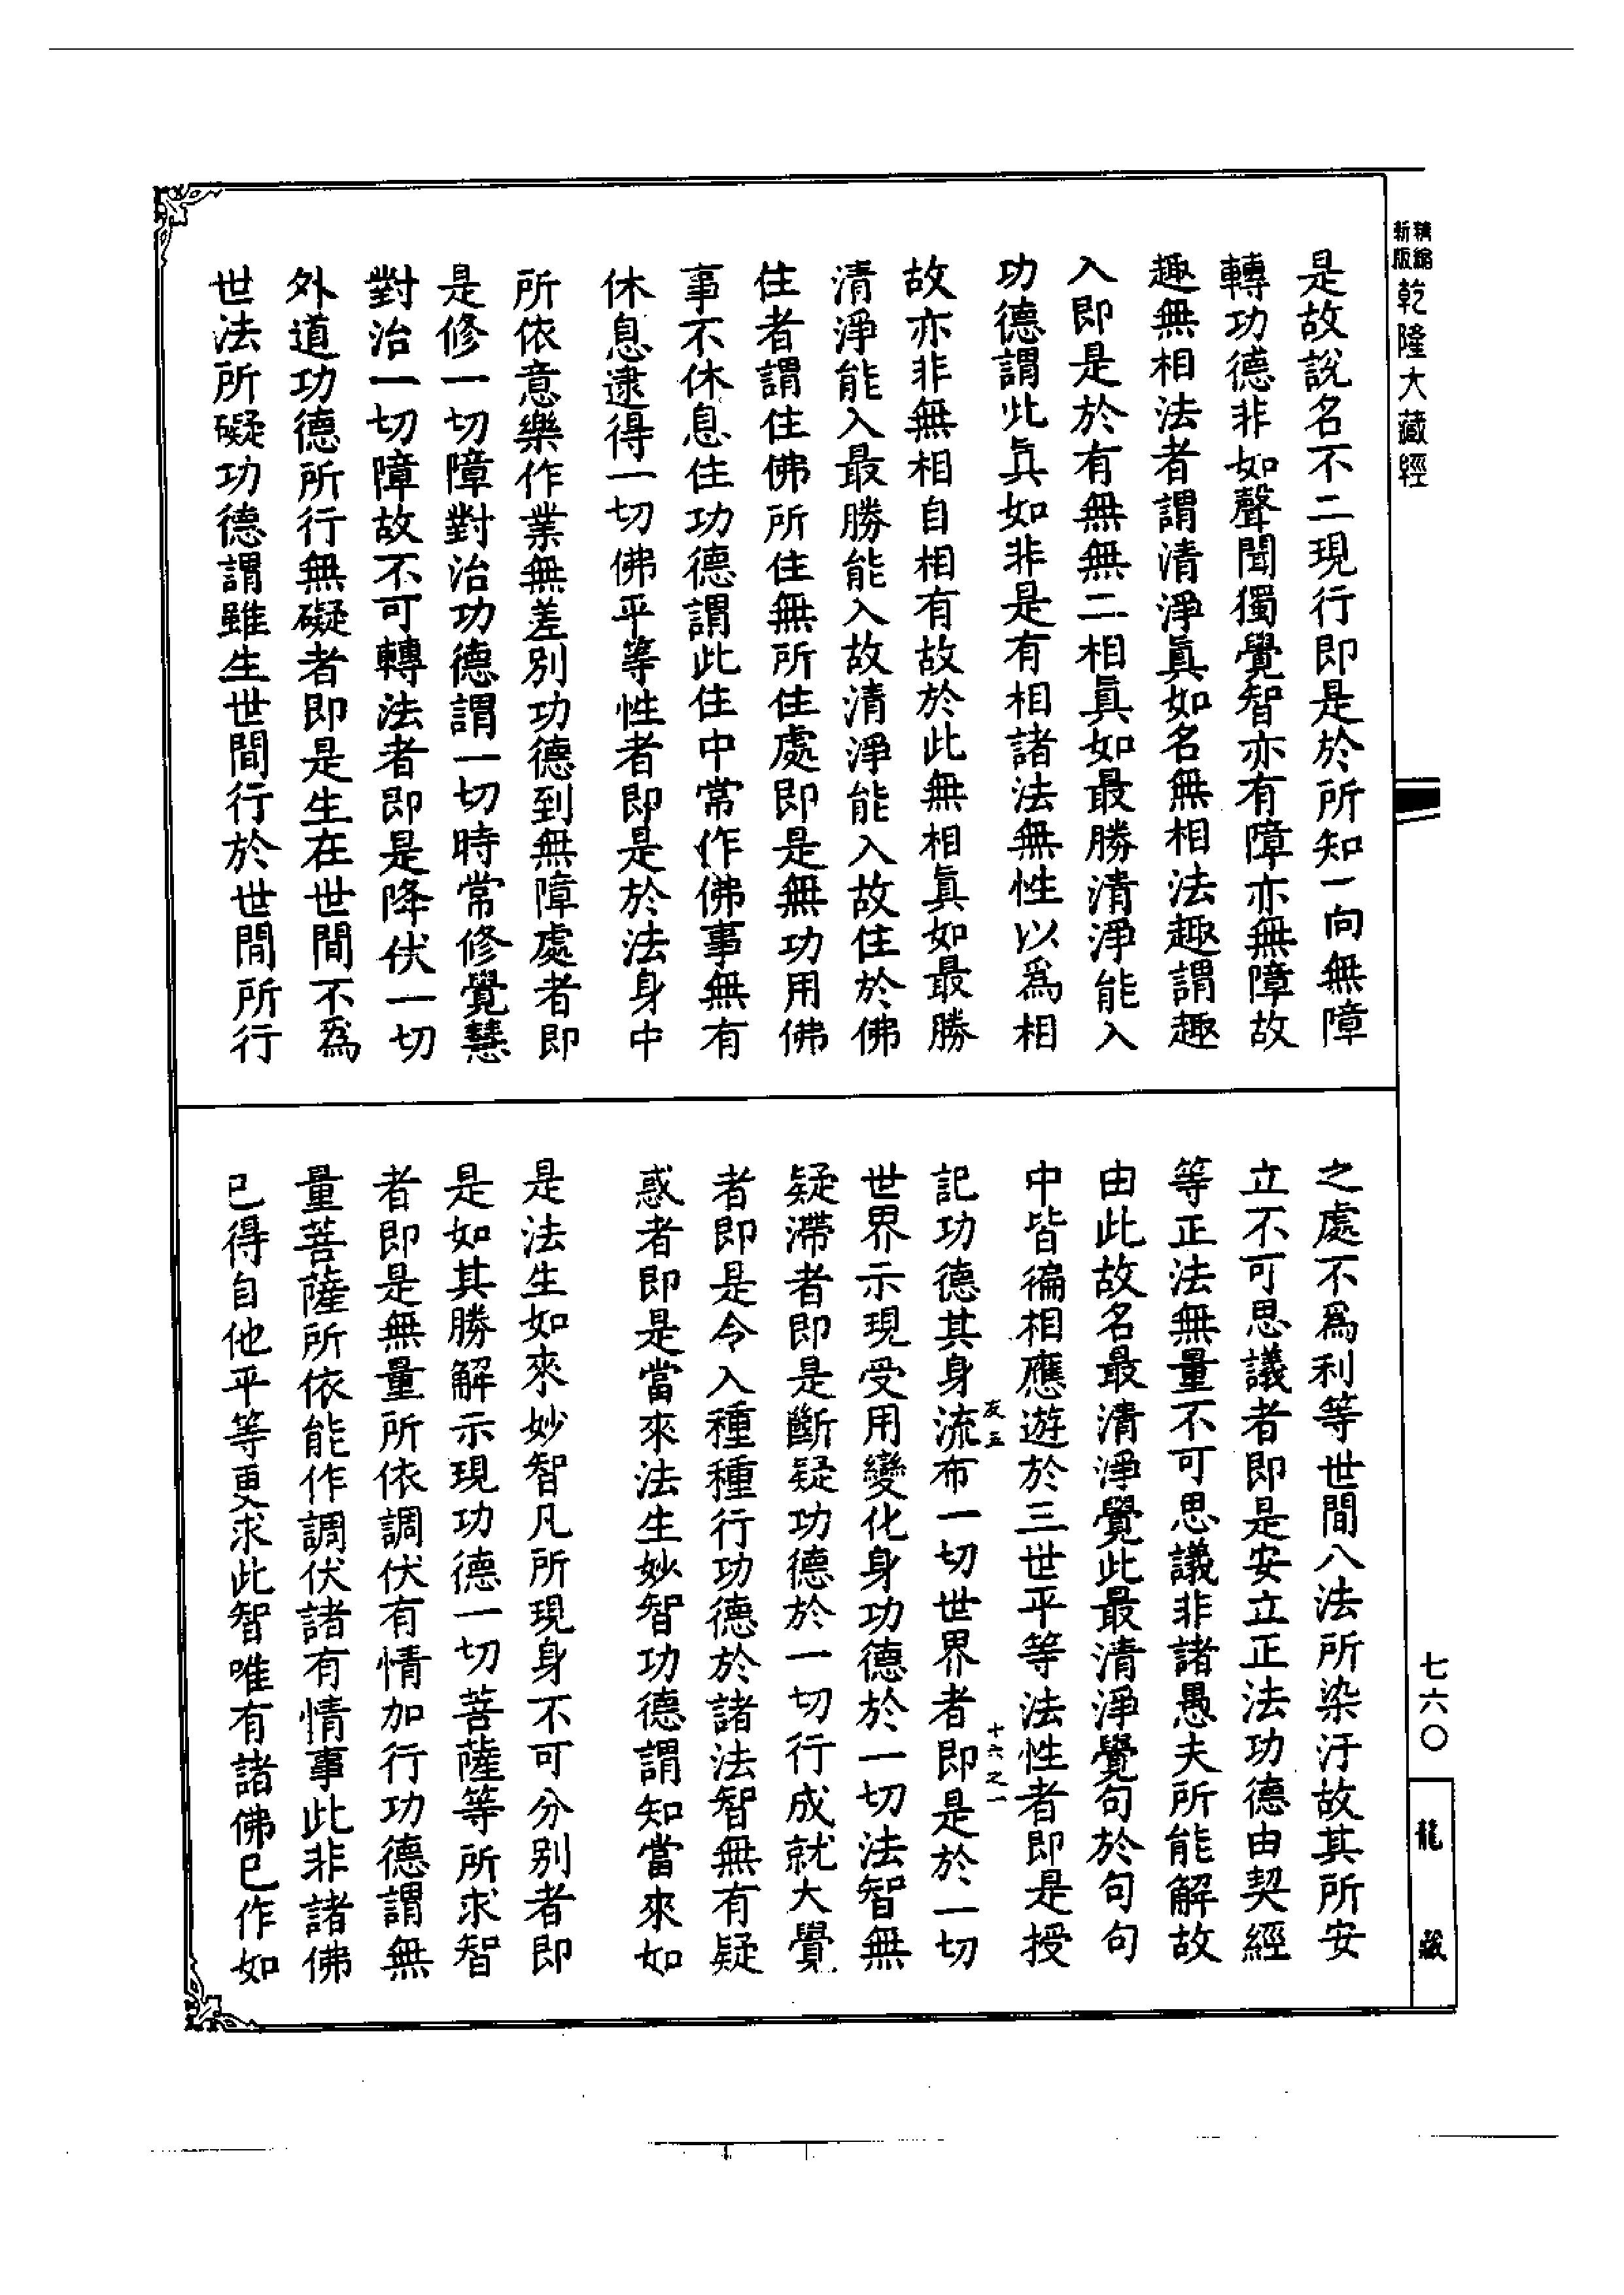 精縮新版乾隆大藏經
是故說名不二現行即是於所知一向無障
轉功德非如聲聞獨覺智亦有障亦無障故
趣無相法者謂清淨眞如名無相法趣謂趣
入即是於有無無二相眞如最勝清淨能入
功德謂此眞如非是有相諸法無性以爲相
故亦非無相自相有故於此無相眞如最勝
清淨能入最勝能入故清淨能入故住於佛
住者謂住佛所住無所住處即是無功用佛
事不休息住功德謂此住中常作佛事無有
休息逮得一切佛平等性者即是於法身中
所依意樂作業無差別功德到無障處者即
是修一切障對治功德謂一切時常修覺慧
對治一切障故不可轉法者即是降伏一切
外道功德所行無礙者即是生在世間不爲
世法所礙功德謂雖生世間行於世間所行
之處不爲利等世間八法所染汙故其所安
立不可思議者即是安立正法功德由契經
等正法無量不可思議非諸愚夫所能解故
由此故名最清淨覺此最清淨覺句於句句
中皆徧相應遊於三世平等法性者即是授
記功德其身流布一切世界者即是於一切
世界示現受用變化身功德於一切法智無
疑滯者即是斷疑功德於一切行成就大覺
者即是令入種種行功德於諸法智無有疑
惑者即是當來法生妙智功德謂知當來如
是法生如來妙智凡所現身不可分別者即
是如其勝解示現功德一切菩薩等所求智
者即是無量所依調伏有情加行功德謂無
量菩薩所依能作調伏諸有情事此非諸佛
已得自他平等更求此智唯有諸佛已作如
十六之一
七六〇
龍藏